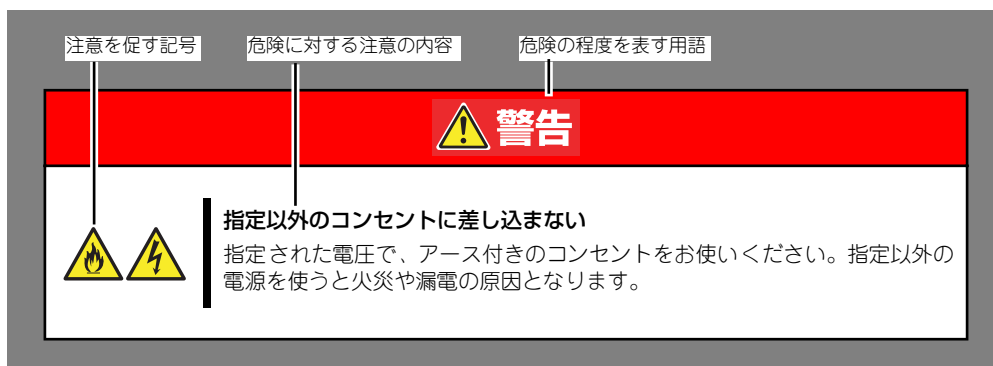 注意を促す記号
危険に対する注意の内容
危険の程度を表す用語
警告
指定以外のコンセントに差し込まない
指定された電圧で、アース付きのコンセントをお使いください。指定以外の
電源を使うと火災や漏電の原因となります。